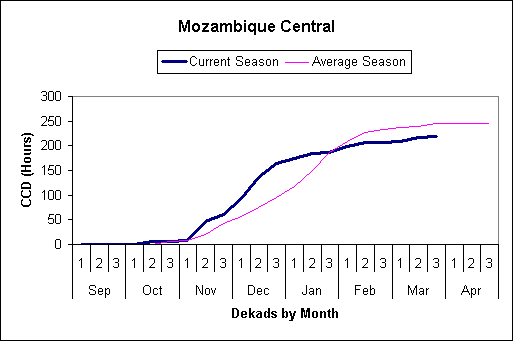 Mozambique Central
Current Season Average Season
300
250
200
150
100
50
0
CCD (Hours)
1 2 3 1 2 3 1 2 3 1 2 3 1 2 3 1 2 3 1 2 3 1 2 3
Sep Oct Nov Dec Jan Feb Mar Apr
Dekads by Month